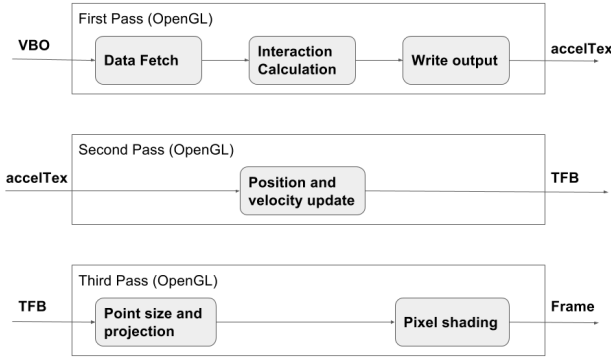 First Pass (OpenGL)
VBO
Data Fetch
Interaction
Calculation
Write output
accelTex
Second Pass (OpenGL)
accelTex
Position and
velocity update
TFB
Third Pass (OpenGL)
TFB
Point size and
projection
Pixel shading
Frame